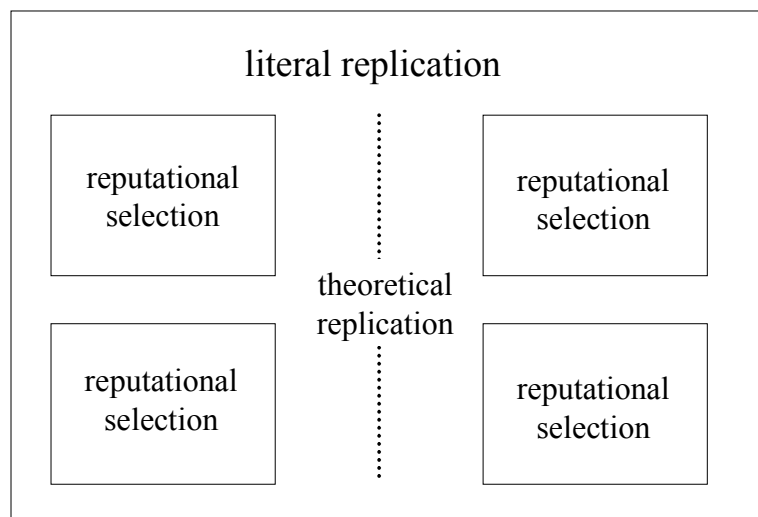 literal replication
reputational
selection
reputational
selection
theoretical
replication
reputational
selection
reputational
selection